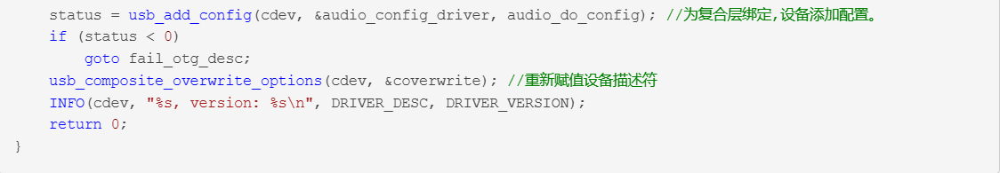 status = usb_add_config(cdev, &audio_config_driver, audio_do_config); //为复合层绑定,设备添加配置。
if (status < 0)
goto fail_otg_desc;
usb_composite_overwrite_options(cdev, &coverwrite); //重新赋值设备描述符
INFO(cdev, "%s, version: %s\n", DRIVER_DESC, DRIVER_VERSION);
return 0;
}